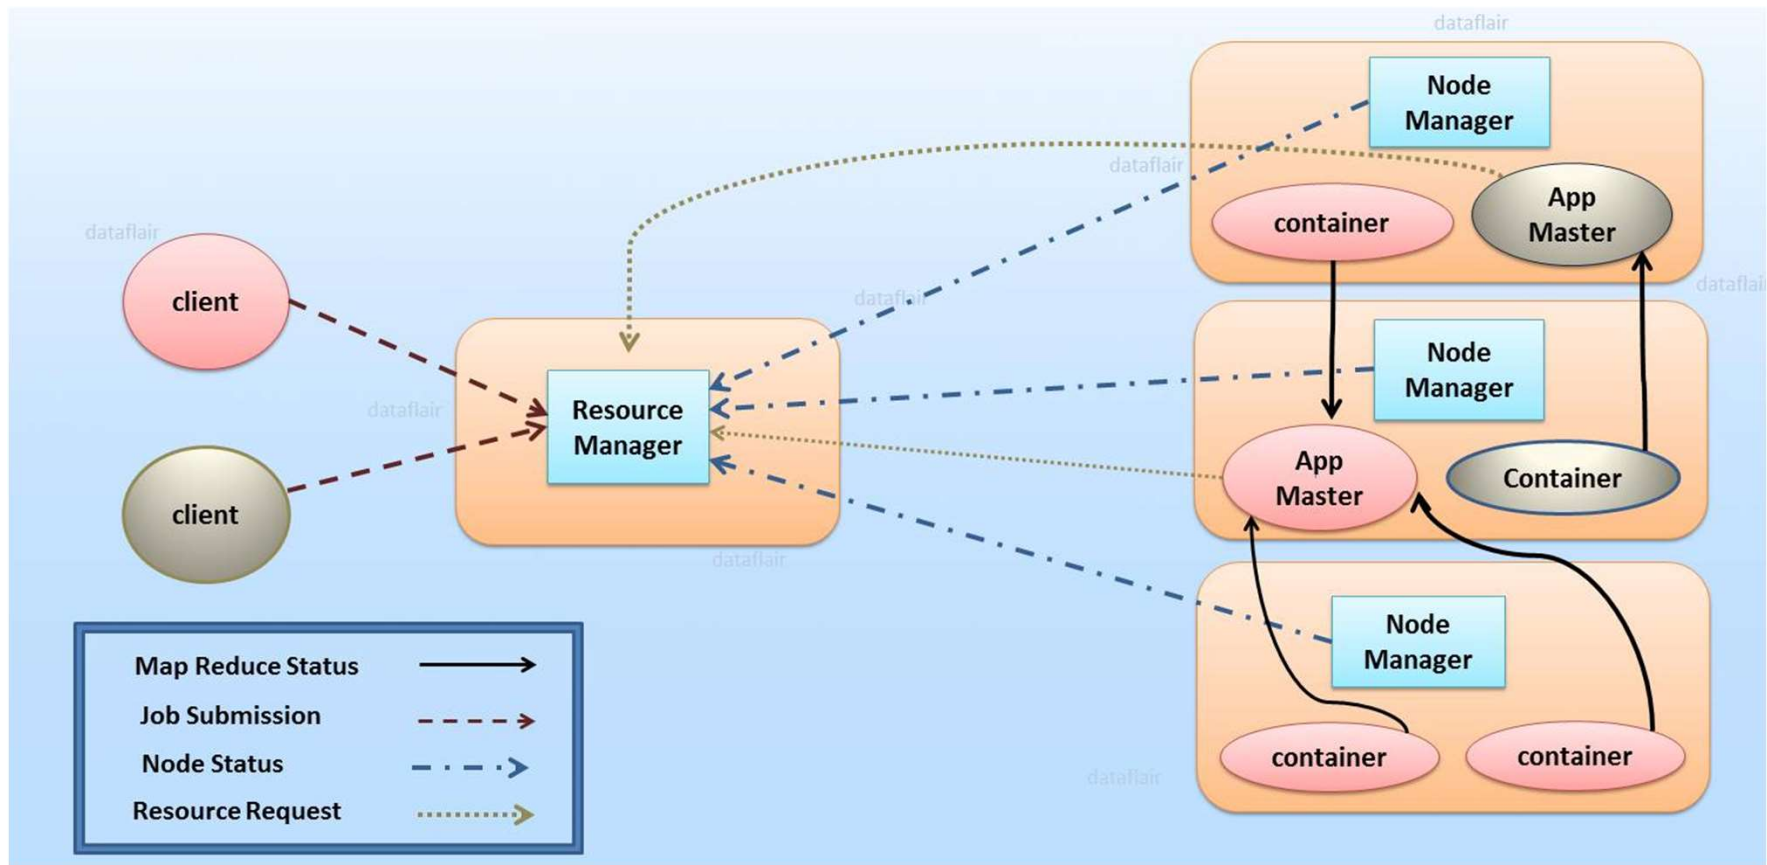 dataflair
Node
Manager
dataflair
container
App
Master
dataflair
client
dataflair
dataflair
Node
Manager
dataflair
Resource
Manager
App
Master
Container
client
dataflair
Node
Manager
container
container
dataflair
Map Reduce Status
Job Submission
Node Status
Resource Request